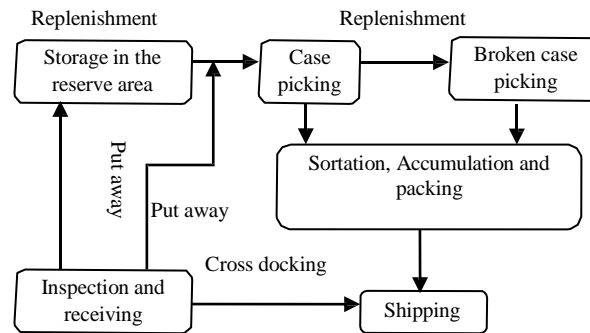 Replenishment
Replenishment
Storage in the
reserve area
Case
picking
Broken case
picking
Put away
Put away
Sortation, Accumulation and
packing
Cross docking
Inspection and
receiving
Shipping